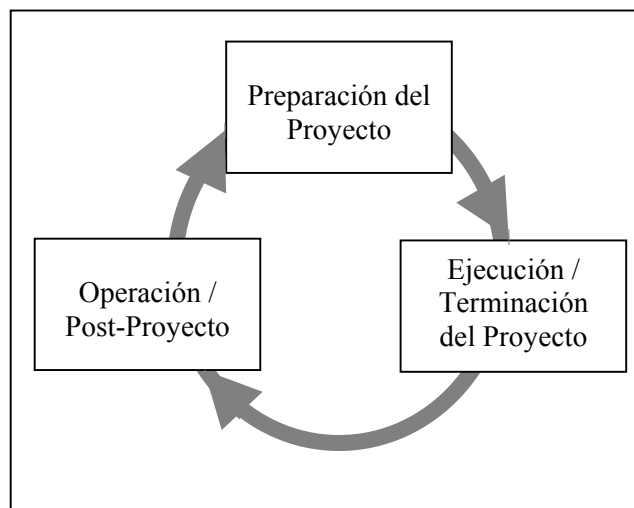 Preparación del
Proyecto
Ejecución /
Terminación
del Proyecto
Operación /
Post-Proyecto